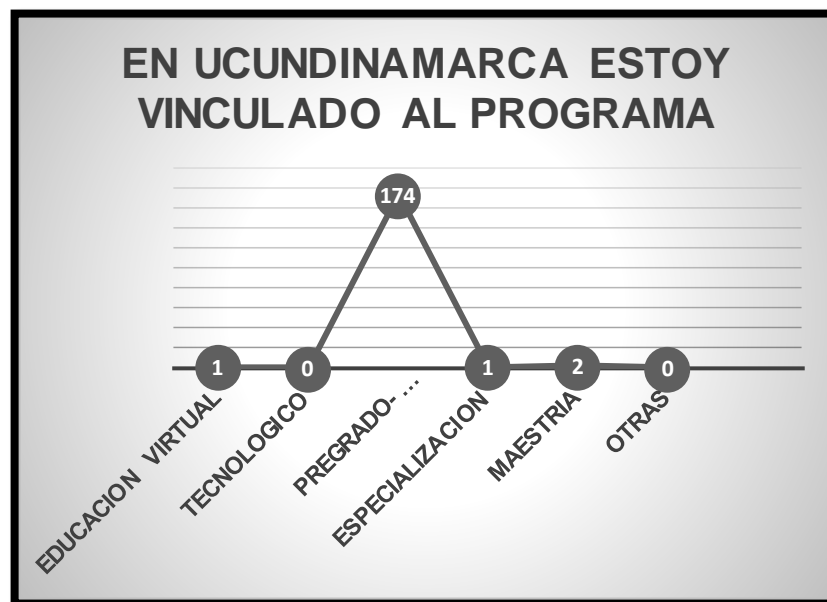 EN UCUNDINAMARCA ESTOY
VINCULADO AL PROGRAMA
174
1
0
1
2
0
EDUCACION VIRTUAL
TECNOLOGICO
PREGRADO- ...
ESPECIALIZACION
MAESTRIA
OTRAS